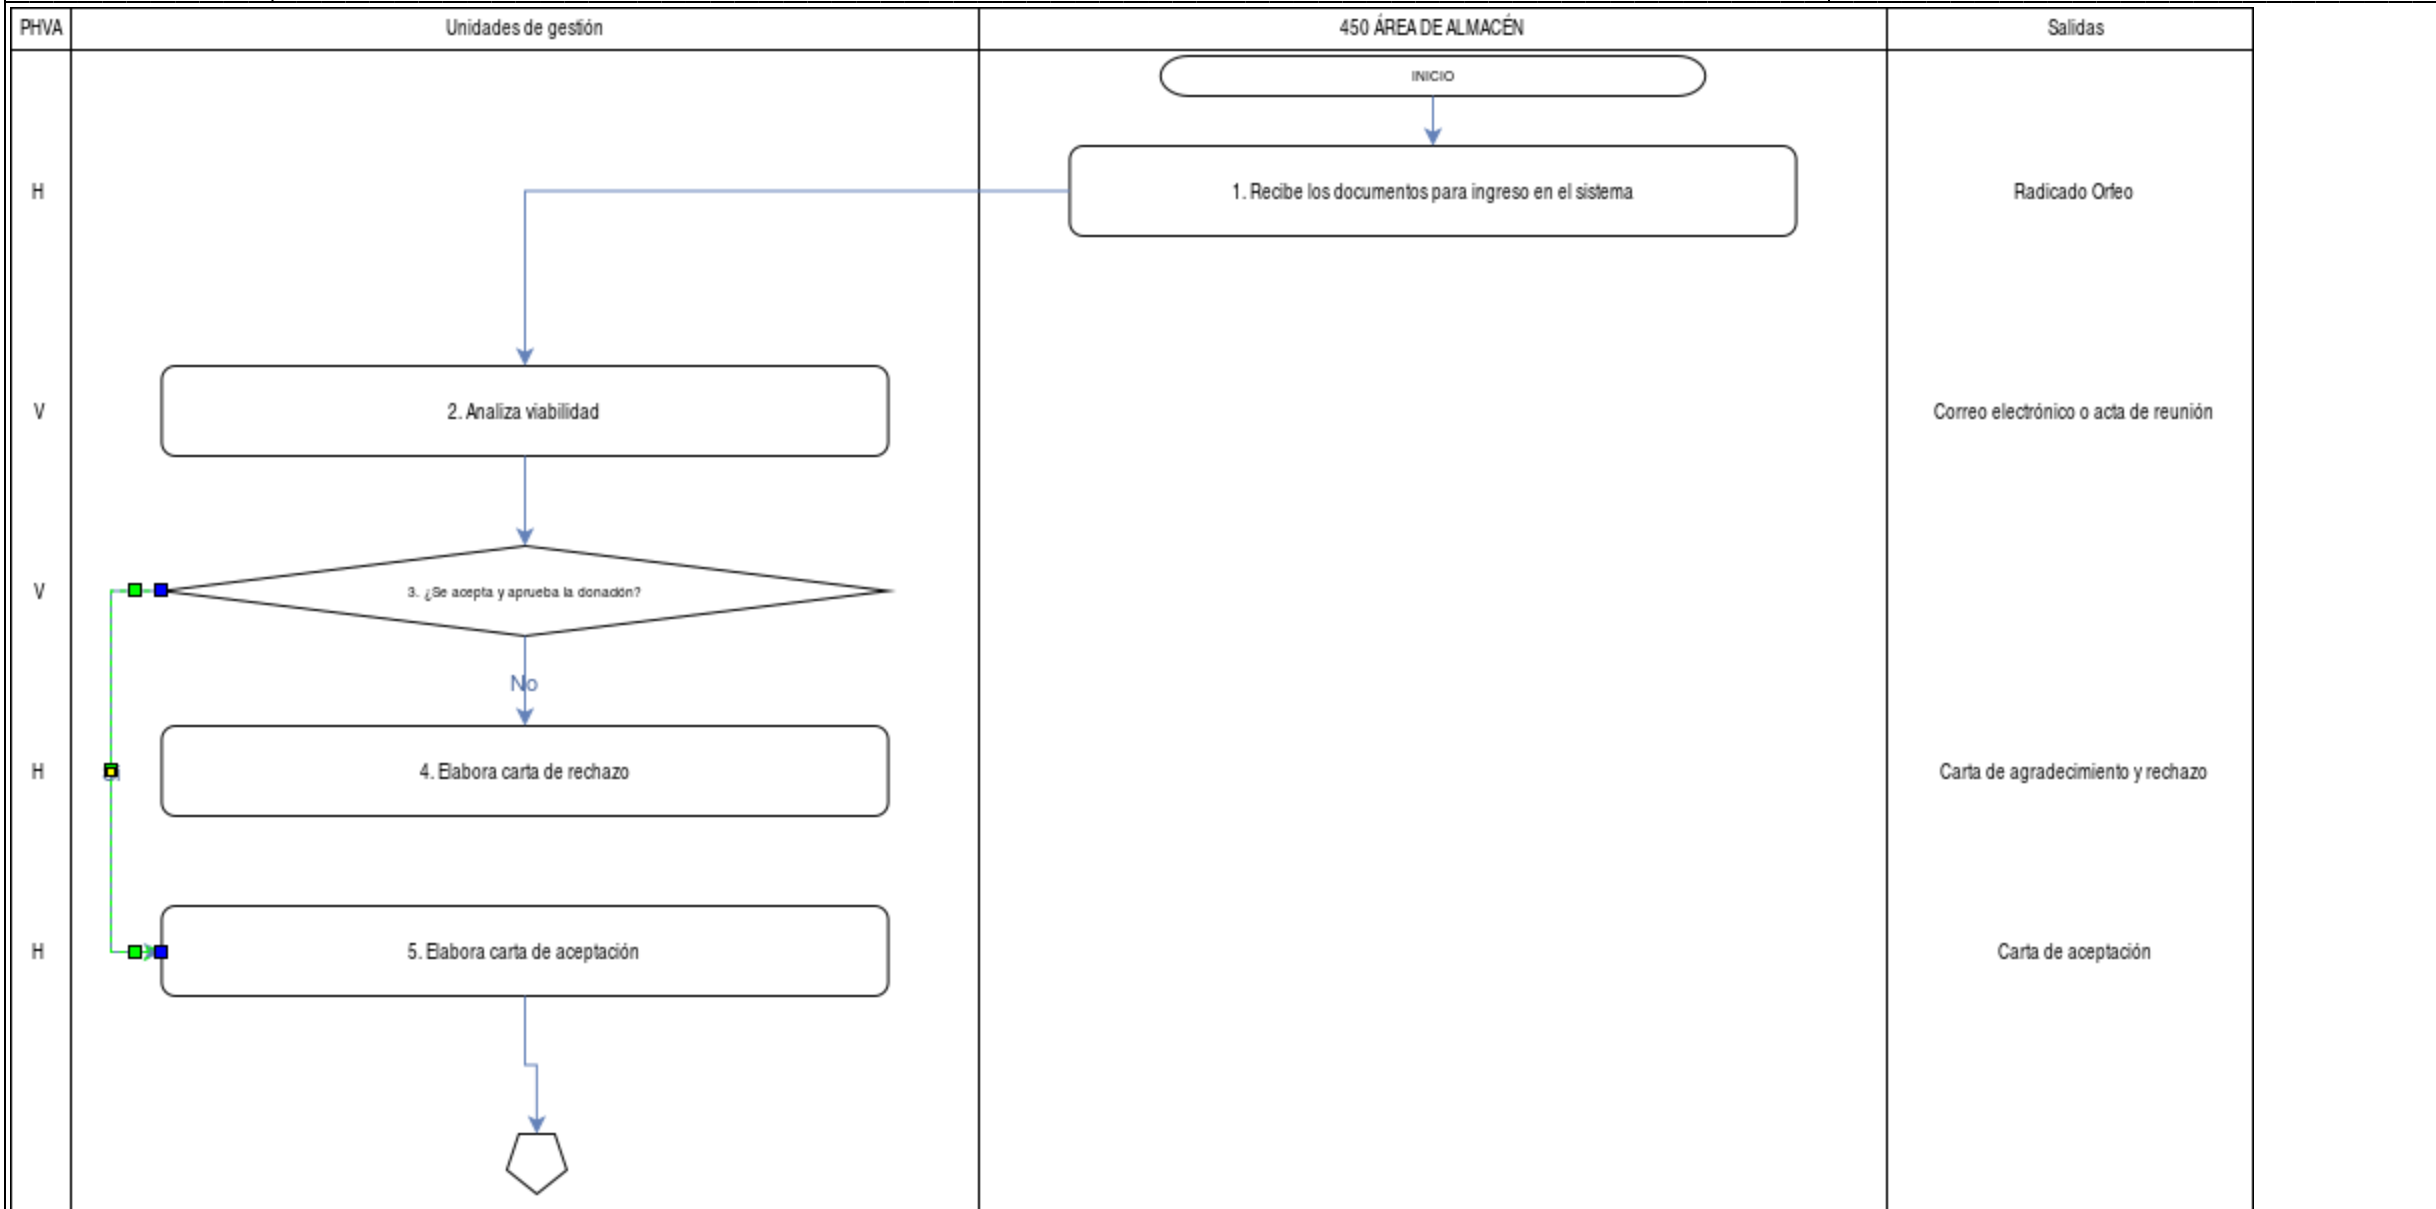 PHVA
Unidades de gestión
450 ÁREA DE ALMACÉN
Salidas
INICIO
H
1. Recibe los documentos para ingreso en el sistema
Radicado Orfeo
V
2. Analiza viabilidad
Correo electrónico o acta de reunión
V
3. ¿Se acepta y aprueba la donación?
No
H
4. Elabora carta de rechazo
Carta de agradecimiento y rechazo
H
5. Elabora carta de aceptación
Carta de aceptación